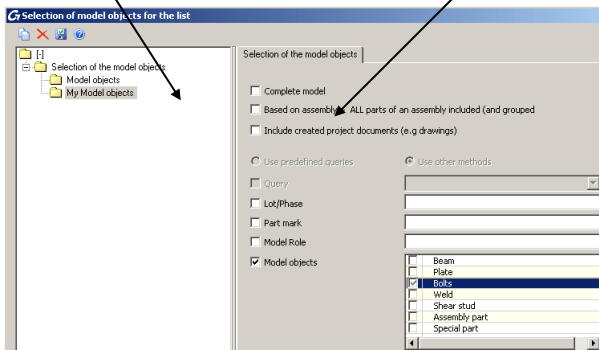 Selection of model objects for the list
[-]
Selection of the model objects
Model objects
My Model objects
Selection of the model objects
Complete model
Based on assembly ALL parts of an assembly included (and grouped
Include created project documents (e.g drawings)
Use predefined queries
Use other methods
Query
Lot/Phase
Part mark
Model Role
Model objects
Beam
Plate
Bolts
Weld
Shear stud
Assembly part
Special part